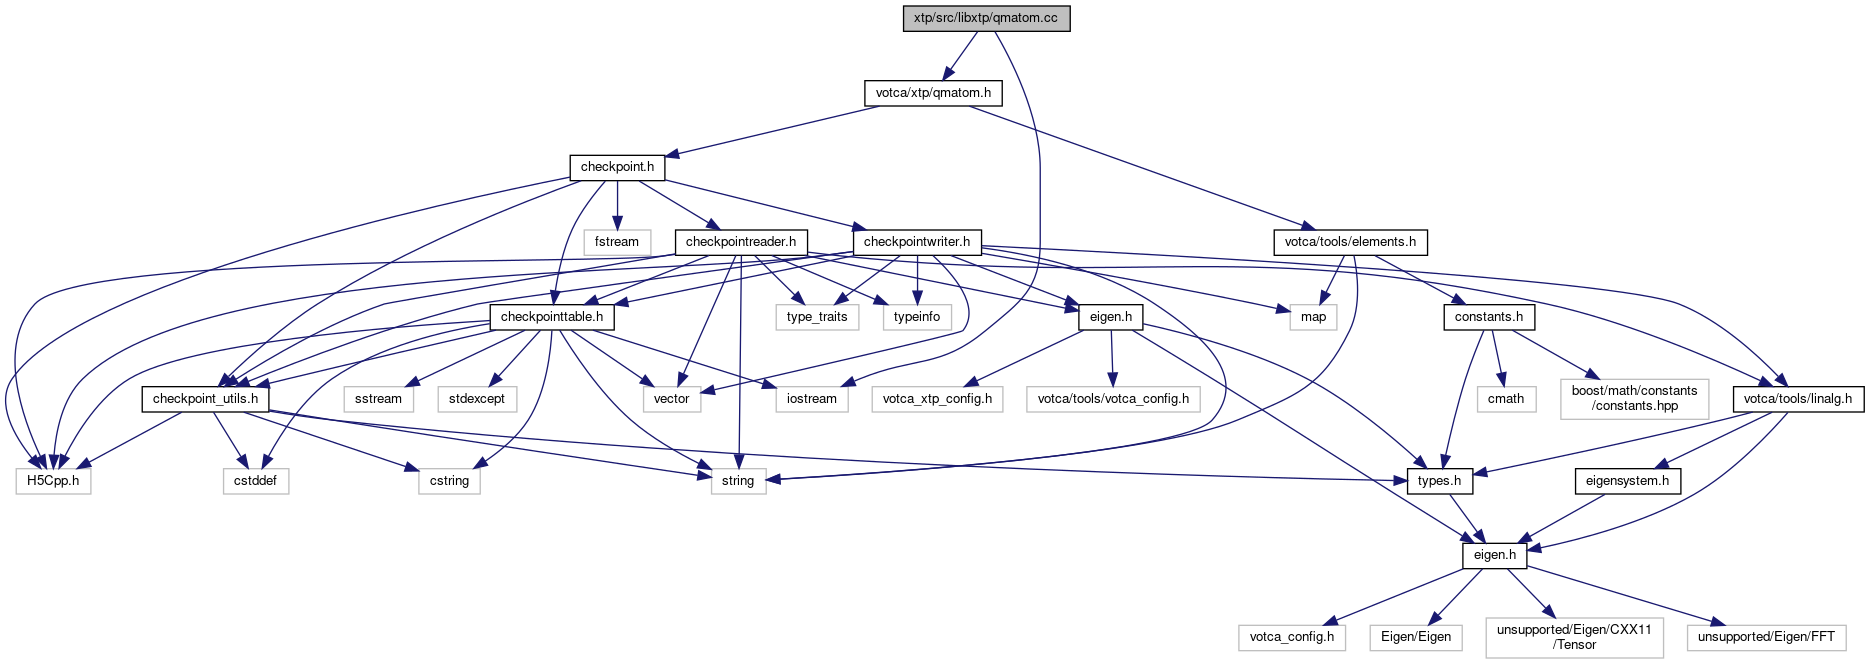 xtp/src/libxtp/qmatom.cc
votca/xtp/qmatom.h
checkpoint.h
fstream
checkpointreader.h
checkpointwriter.h
votca/tools/elements.h
checkpointtable.h
type_traits
typeinfo
eigen.h
map
constants.h
checkpoint_utils.h
sstream
stdexcept
vector
iostream
votca_xtp_config.h
votca/tools/votca_config.h
cmath
boost/math/constants
/constants.hpp
votca/tools/linalg.h
H5Cpp.h
cstddef
cstring
string
types.h
eigensystem.h
eigen.h
votca_config.h
Eigen/Eigen
unsupported/Eigen/CXX11
/Tensor
unsupported/Eigen/FFT